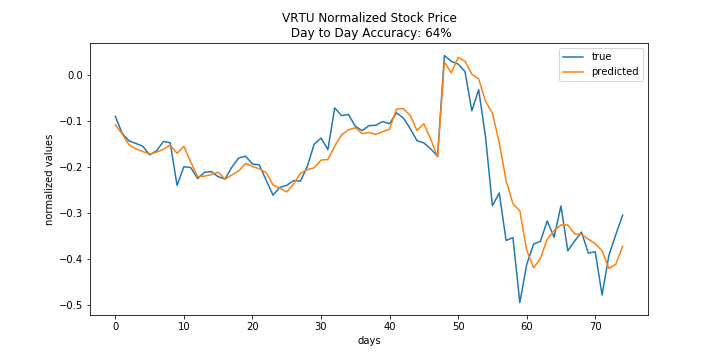 VRTU Normalized Stock Price
Day to Day Accuracy: 64%
true
predicted
normalized values
0.0
−0.1
−0.2
−0.3
−0.4
−0.5
0 10 20 30 40 50 60 70
days